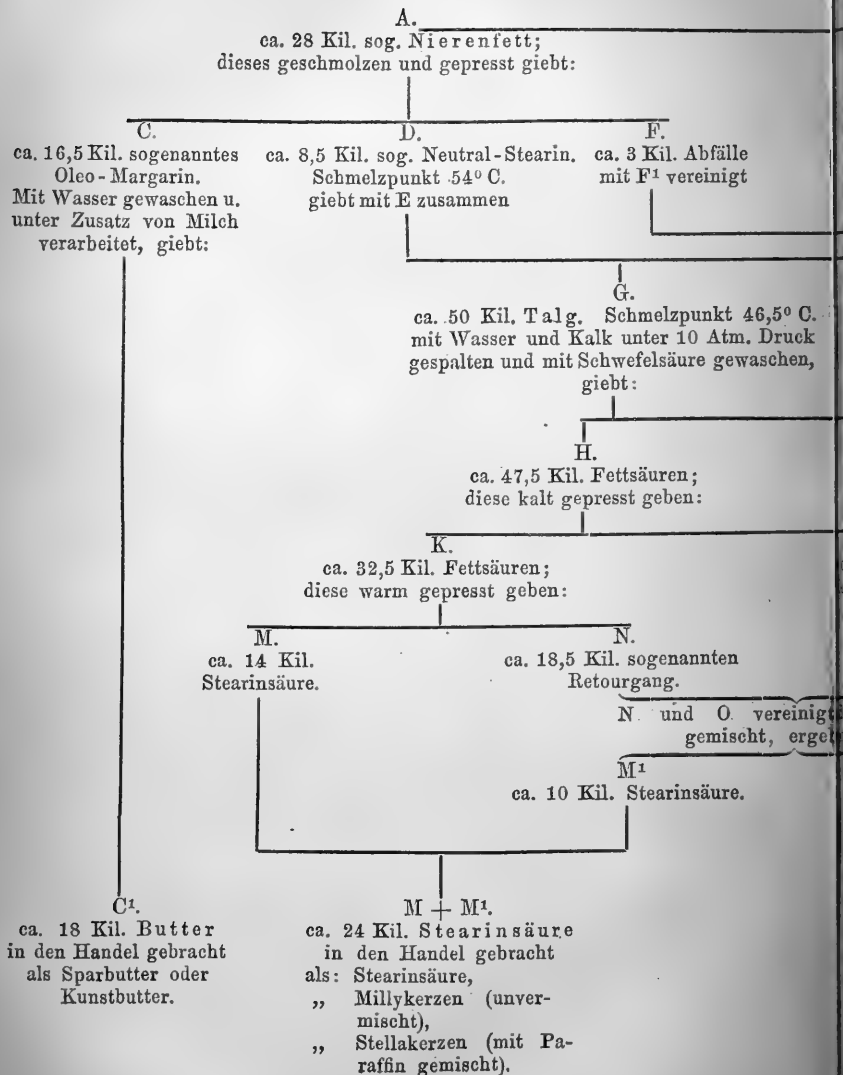 A.
ca. 28 Kil. sog. Nierenfett;
dieses geschmolzen und gepresst giebt:
C.
ca. 16,5 Kil. sogenanntes
Oleo-Margarin.
Mit Wasser gewaschen u.
unter Zusatz von Milch
verarbeitet, giebt:
D.
ca. 8,5 Kil. sog. Neutral-Stearin.
Schmelzpunkt 54⁰ C.
giebt mit E zusammen
F.
ca. 3 Kil. Abfälle
mit F¹ vereinigt
G.
ca. 50 Kil. Talg. Schmelzpunkt 46,5⁰ C.
mit Wasser und Kalk unter 10 Atm. Druck
gespalten und mit Schwefelsäure gewaschen,
giebt:
H.
ca. 47,5 Kil. Fettsäuren;
diese kalt gepresst geben:
K.
ca. 32,5 Kil. Fettsäuren;
diese warm gepresst geben:
M.
ca. 14 Kil.
Stearinsäure.
N.
ca. 18,5 Kil. sogenannten
Retourgang.
N. und O. vereinigt
gemischt, erge
M¹
ca. 10 Kil. Stearinsäure.
C¹.
ca. 18 Kil. Butter
in den Handel gebracht
als Sparbutter oder
Kunstbutter.
M + M¹.
ca. 24 Kil. Stearinsäure
in den Handel gebracht
als: Stearinsäure,
„ Millykerzen (unver-
mischt),
„ Stellakerzen (mit Pa-
raffin gemischt).